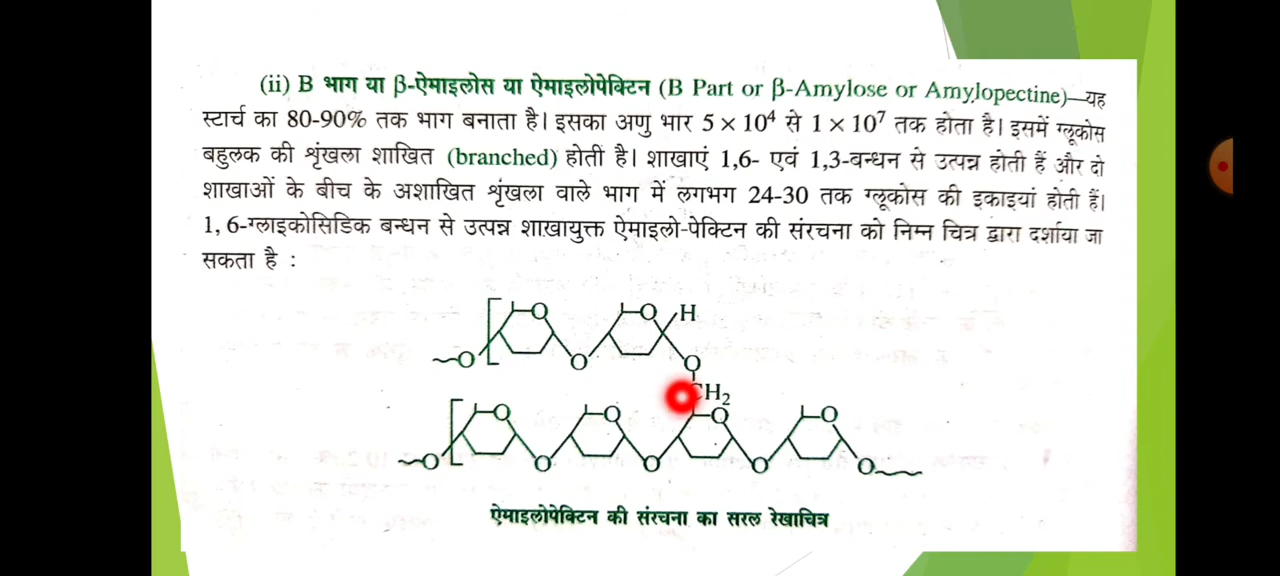 (ii) B भाग या β-ऐमाइलोस या ऐमाइलोपेक्टिन (B Part or β-Amylose or Amylopectine)—यह
स्टार्च का 80-90% तक भाग बनाता है। इसका अणु भार 5 × 10⁴ से 1 × 10⁷ तक होता है। इसमें ग्लूकोस
बहुलक की शृंखला शाखित (branched) होती है। शाखाएं 1,6- एवं 1,3-बन्धन से उत्पन्न होती हैं और दो
शाखाओं के बीच के अशाखित शृंखला वाले भाग में लगभग 24-30 तक ग्लूकोस की इकाइयां होती हैं।
1, 6-ग्लाइकोसिडिक बन्धन से उत्पन्न शाखायुक्त ऐमाइलो-पेक्टिन की संरचना को निम्न चित्र द्वारा दर्शाया जा
सकता है :
O O H
O O O
CH₂
O O O O
O O O O O
ऐमाइलोपेक्टिन की संरचना का सरल रेखाचित्र